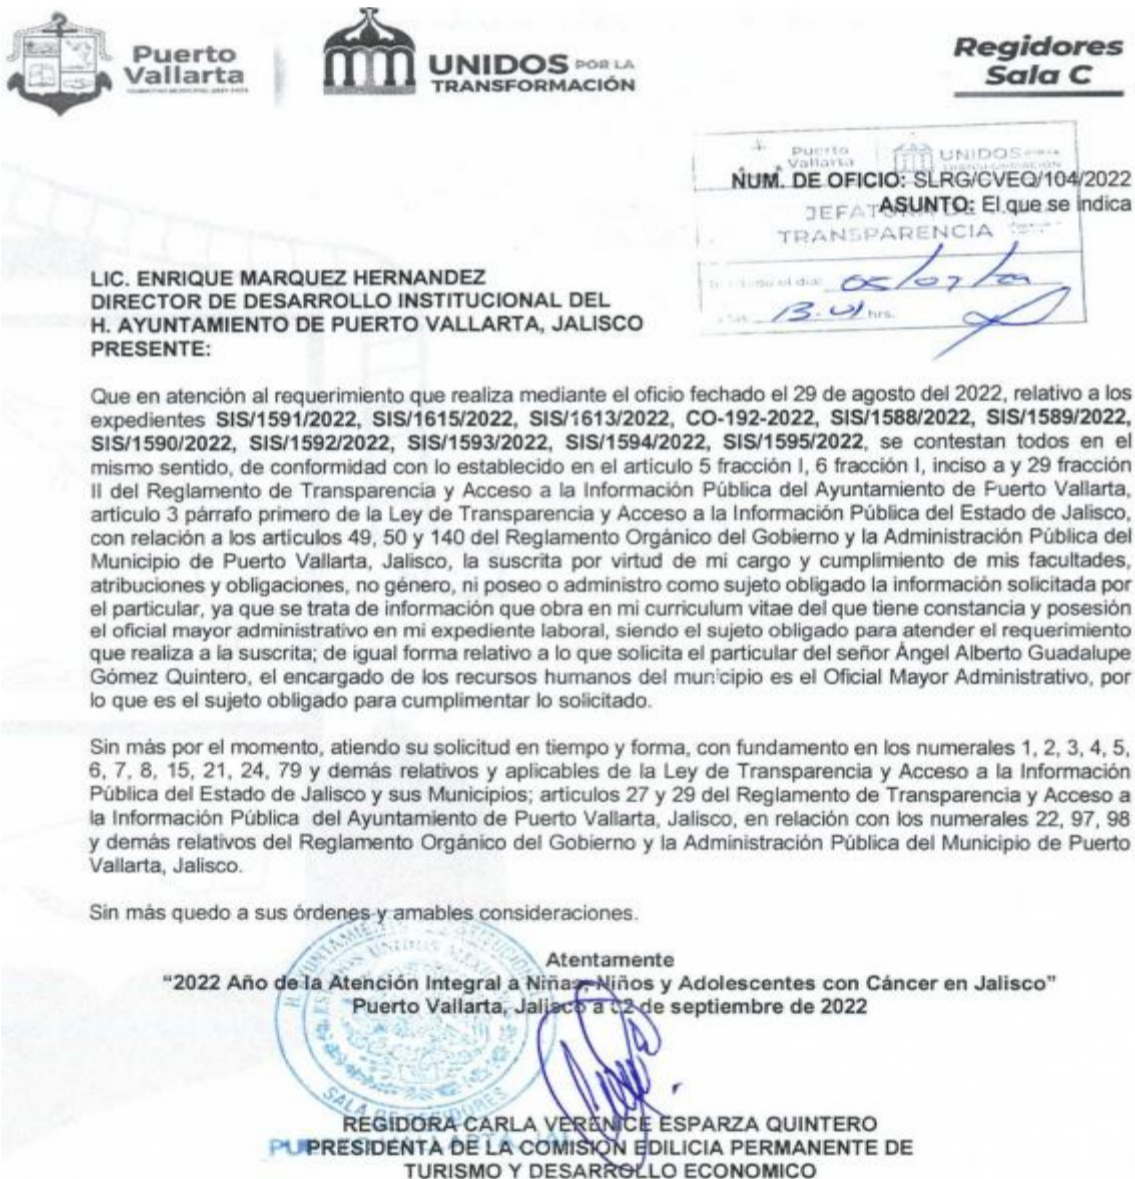 Puerto
Vallarta
UNIDOS POR LA
TRANSFORMACIÓN
Regidores
Sala C
Puerto
Vallarta
UNIDOS
NUM. DE OFICIO: SLRG/CVEQ/104/2022
ASUNTO: El que se indica
JEFATURA DE
TRANSPARENCIA
13:01 hrs.
LIC. ENRIQUE MARQUEZ HERNANDEZ
DIRECTOR DE DESARROLLO INSTITUCIONAL DEL
H. AYUNTAMIENTO DE PUERTO VALLARTA, JALISCO
PRESENTE:
Que en atención al requerimiento que realiza mediante el oficio fechado el 29 de agosto del 2022, relativo a los
expedientes SIS/1591/2022, SIS/1615/2022, SIS/1613/2022, CO-192-2022, SIS/1588/2022, SIS/1589/2022,
SIS/1590/2022, SIS/1592/2022, SIS/1593/2022, SIS/1594/2022, SIS/1595/2022, se contestan todos en el
mismo sentido, de conformidad con lo establecido en el articulo 5 fracción I, 6 fracción I, inciso a y 29 fracción
II del Reglamento de Transparencia y Acceso a la Información Pública del Ayuntamiento de Puerto Vallarta,
articulo 3 párrafo primero de la Ley de Transparencia y Acceso a la Información Pública del Estado de Jalisco,
con relación a los articulos 49, 50 y 140 del Reglamento Orgánico del Gobierno y la Administración Pública del
Municipio de Puerto Vallarta, Jalisco, la suscrita por virtud de mi cargo y cumplimiento de mis facultades,
atribuciones y obligaciones, no género, ni poseo o administro como sujeto obligado la información solicitada por
el particular, ya que se trata de información que obra en mi curriculum vitae del que tiene constancia y posesión
el oficial mayor administrativo en mi expediente laboral, siendo el sujeto obligado para atender el requerimiento
que realiza a la suscrita; de igual forma relativo a lo que solicita el particular del señor Ángel Alberto Guadalupe
Gómez Quintero, el encargado de los recursos humanos del municipio es el Oficial Mayor Administrativo, por
lo que es el sujeto obligado para cumplimentar lo solicitado.
Sin más por el momento, atiendo su solicitud en tiempo y forma, con fundamento en los numerales 1, 2, 3, 4, 5,
6, 7, 8, 15, 21, 24, 79 y demás relativos y aplicables de la Ley de Transparencia y Acceso a la Información
Pública del Estado de Jalisco y sus Municipios; articulos 27 y 29 del Reglamento de Transparencia y Acceso a
la Información Pública del Ayuntamiento de Puerto Vallarta, Jalisco, en relación con los numerales 22, 97, 98
y demás relativos del Reglamento Orgánico del Gobierno y la Administración Pública del Municipio de Puerto
Vallarta, Jalisco.
Sin más quedo a sus órdenes y amables consideraciones.
Atentamente
"2022 Año de la Atención Integral a Niñas, Niños y Adolescentes con Cáncer en Jalisco"
Puerto Vallarta, Jalisco a 02 de septiembre de 2022
SALA DE REGIDORES
REGIDORA CARLA VERENICE ESPARZA QUINTERO
PRESIDENTA DE LA COMISIÓN EDILICIA PERMANENTE DE
TURISMO Y DESARROLLO ECONOMICO